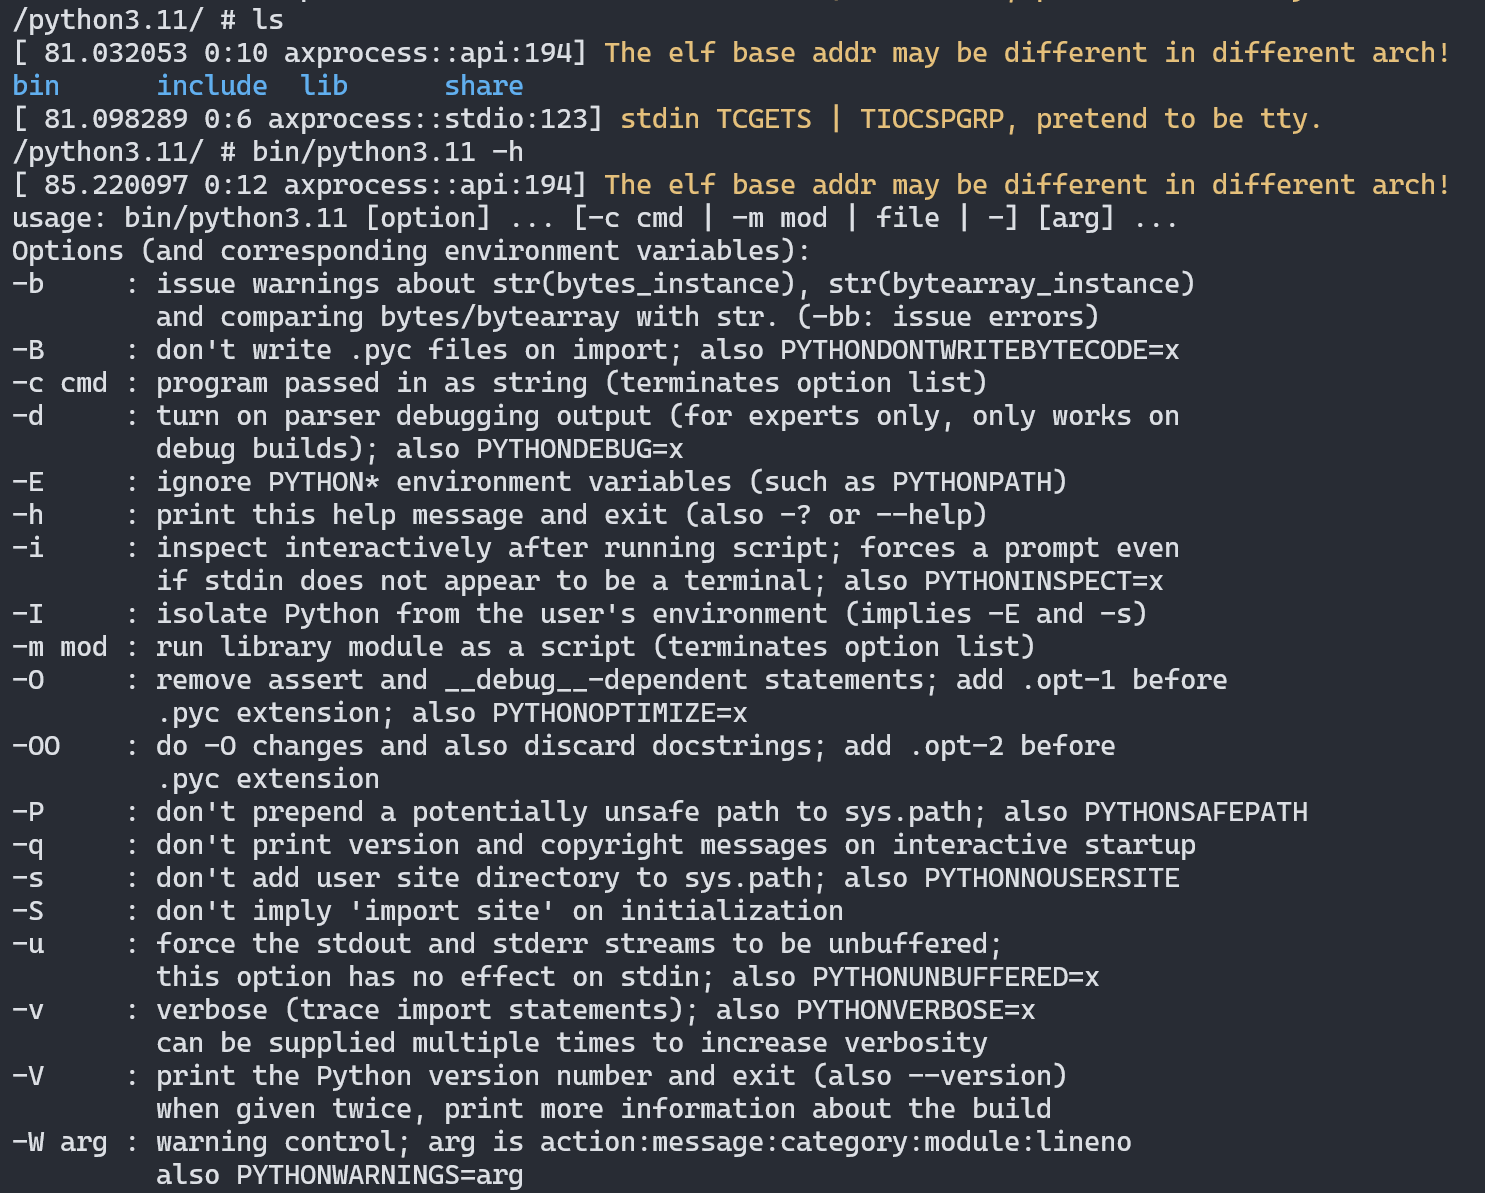 /python3.11/ # ls
[ 81.032053 0:10 axprocess::api:194] The elf base addr may be different in different arch!
bin      include  lib      share
[ 81.098289 0:6 axprocess::stdio:123] stdin TCGETS | TIOCSPGRP, pretend to be tty.
/python3.11/ # bin/python3.11 -h
[ 85.220097 0:12 axprocess::api:194] The elf base addr may be different in different arch!
usage: bin/python3.11 [option] ... [-c cmd | -m mod | file | -] [arg] ...
Options (and corresponding environment variables):
-b     : issue warnings about str(bytes_instance), str(bytearray_instance)
         and comparing bytes/bytearray with str. (-bb: issue errors)
-B     : don't write .pyc files on import; also PYTHONDONTWRITEBYTECODE=x
-c cmd : program passed in as string (terminates option list)
-d     : turn on parser debugging output (for experts only, only works on
         debug builds); also PYTHONDEBUG=x
-E     : ignore PYTHON* environment variables (such as PYTHONPATH)
-h     : print this help message and exit (also -? or --help)
-i     : inspect interactively after running script; forces a prompt even
         if stdin does not appear to be a terminal; also PYTHONINSPECT=x
-I     : isolate Python from the user's environment (implies -E and -s)
-m mod : run library module as a script (terminates option list)
-O     : remove assert and __debug__-dependent statements; add .opt-1 before
         .pyc extension; also PYTHONOPTIMIZE=x
-OO    : do -O changes and also discard docstrings; add .opt-2 before
         .pyc extension
-P     : don't prepend a potentially unsafe path to sys.path; also PYTHONSAFEPATH
-q     : don't print version and copyright messages on interactive startup
-s     : don't add user site directory to sys.path; also PYTHONNOUSERSITE
-S     : don't imply 'import site' on initialization
-u     : force the stdout and stderr streams to be unbuffered;
         this option has no effect on stdin; also PYTHONUNBUFFERED=x
-v     : verbose (trace import statements); also PYTHONVERBOSE=x
         can be supplied multiple times to increase verbosity
-V     : print the Python version number and exit (also --version)
         when given twice, print more information about the build
-W arg : warning control; arg is action:message:category:module:lineno
         also PYTHONWARNINGS=arg